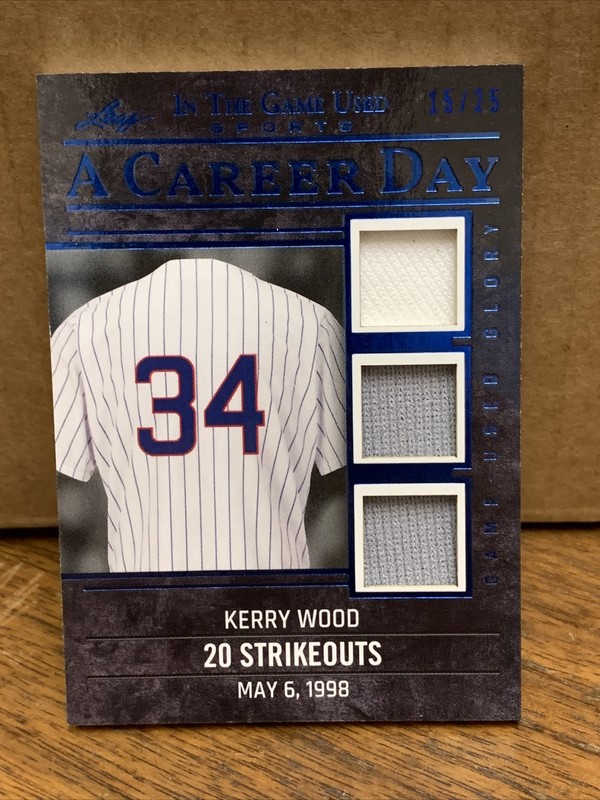 Leaf
IN THE GAME USED
SPORTS
15/25
A CAREER DAY
GAME-USED GLORY
34
KERRY WOOD
20 STRIKEOUTS
MAY 6, 1998